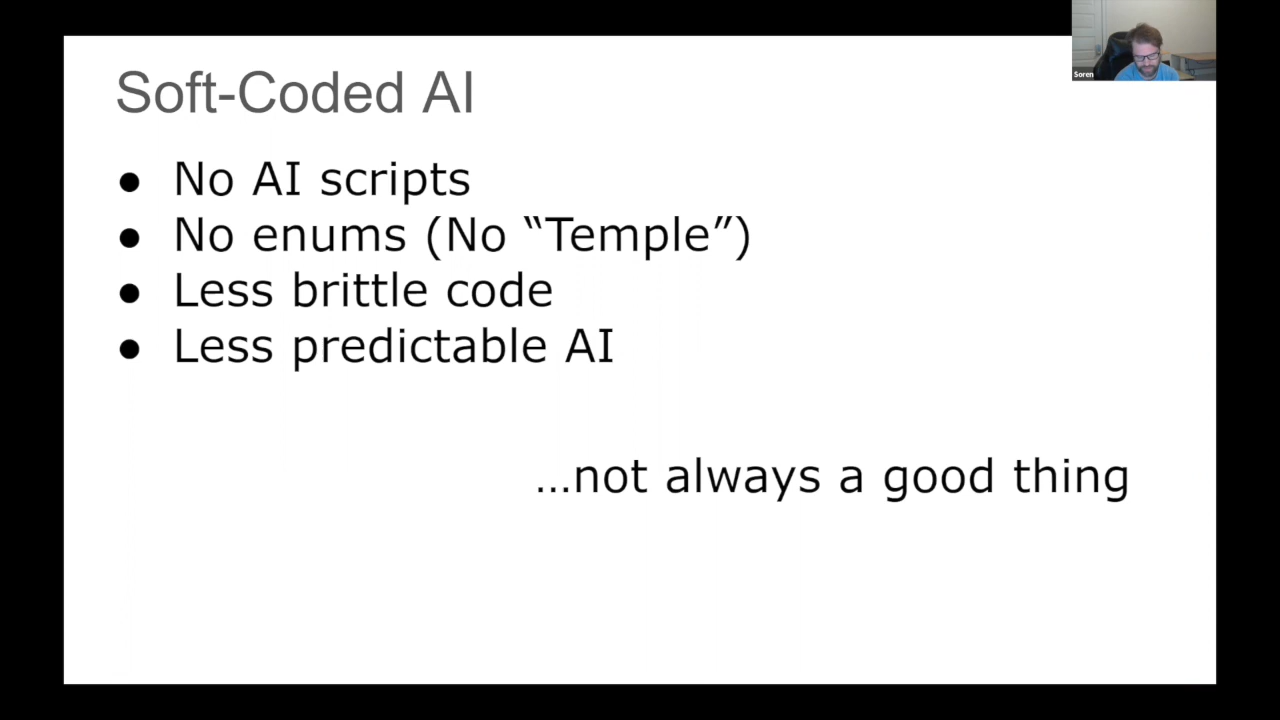 Soft-Coded AI
● No AI scripts
● No enums (No “Temple”)
● Less brittle code
● Less predictable AI
…not always a good thing
Soren